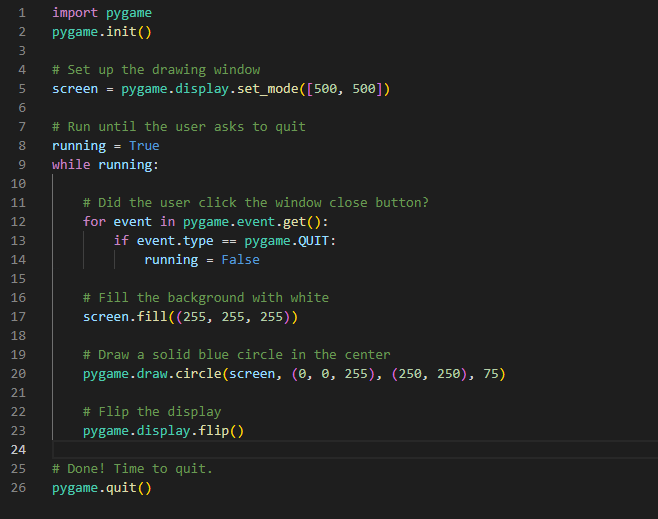 1 import pygame
2 pygame.init()
3
4 # Set up the drawing window
5 screen = pygame.display.set_mode([500, 500])
6
7 # Run until the user asks to quit
8 running = True
9 while running:
10
11     # Did the user click the window close button?
12     for event in pygame.event.get():
13         if event.type == pygame.QUIT:
14             running = False
15
16     # Fill the background with white
17     screen.fill((255, 255, 255))
18
19     # Draw a solid blue circle in the center
20     pygame.draw.circle(screen, (0, 0, 255), (250, 250), 75)
21
22     # Flip the display
23     pygame.display.flip()
24
25 # Done! Time to quit.
26 pygame.quit()